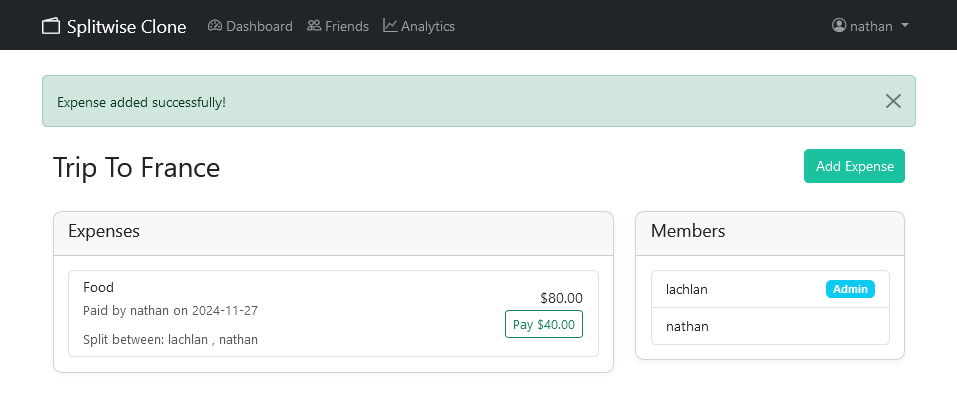 Splitwise Clone Dashboard Friends Analytics nathan
Expense added successfully!
Trip To France
Add Expense
Expenses
Food
Paid by nathan on 2024-11-27
Split between: lachlan , nathan
$80.00
Pay $40.00
Members
lachlan Admin
nathan